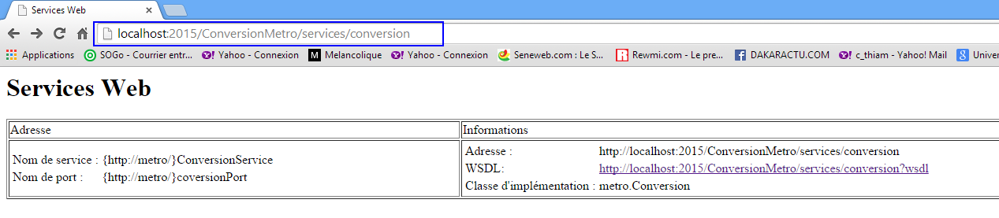 Services Web
localhost:2015/ConversionMetro/services/conversion
Applications SOGo - Courrier entr... Yahoo - Connexion M Melancolique Yahoo - Connexion Seneweb.com : Le S... Rewmi.com - Le pre... DAKARACTU.COM c_thiam - Yahoo! Mail Univer
Services Web
Adresse Informations
Nom de service : {http://metro/}ConversionService
Nom de port : {http://metro/}coversionPort
Adresse : http://localhost:2015/ConversionMetro/services/conversion
WSDL: http://localhost:2015/ConversionMetro/services/conversion?wsdl
Classe d'implémentation : metro.Conversion